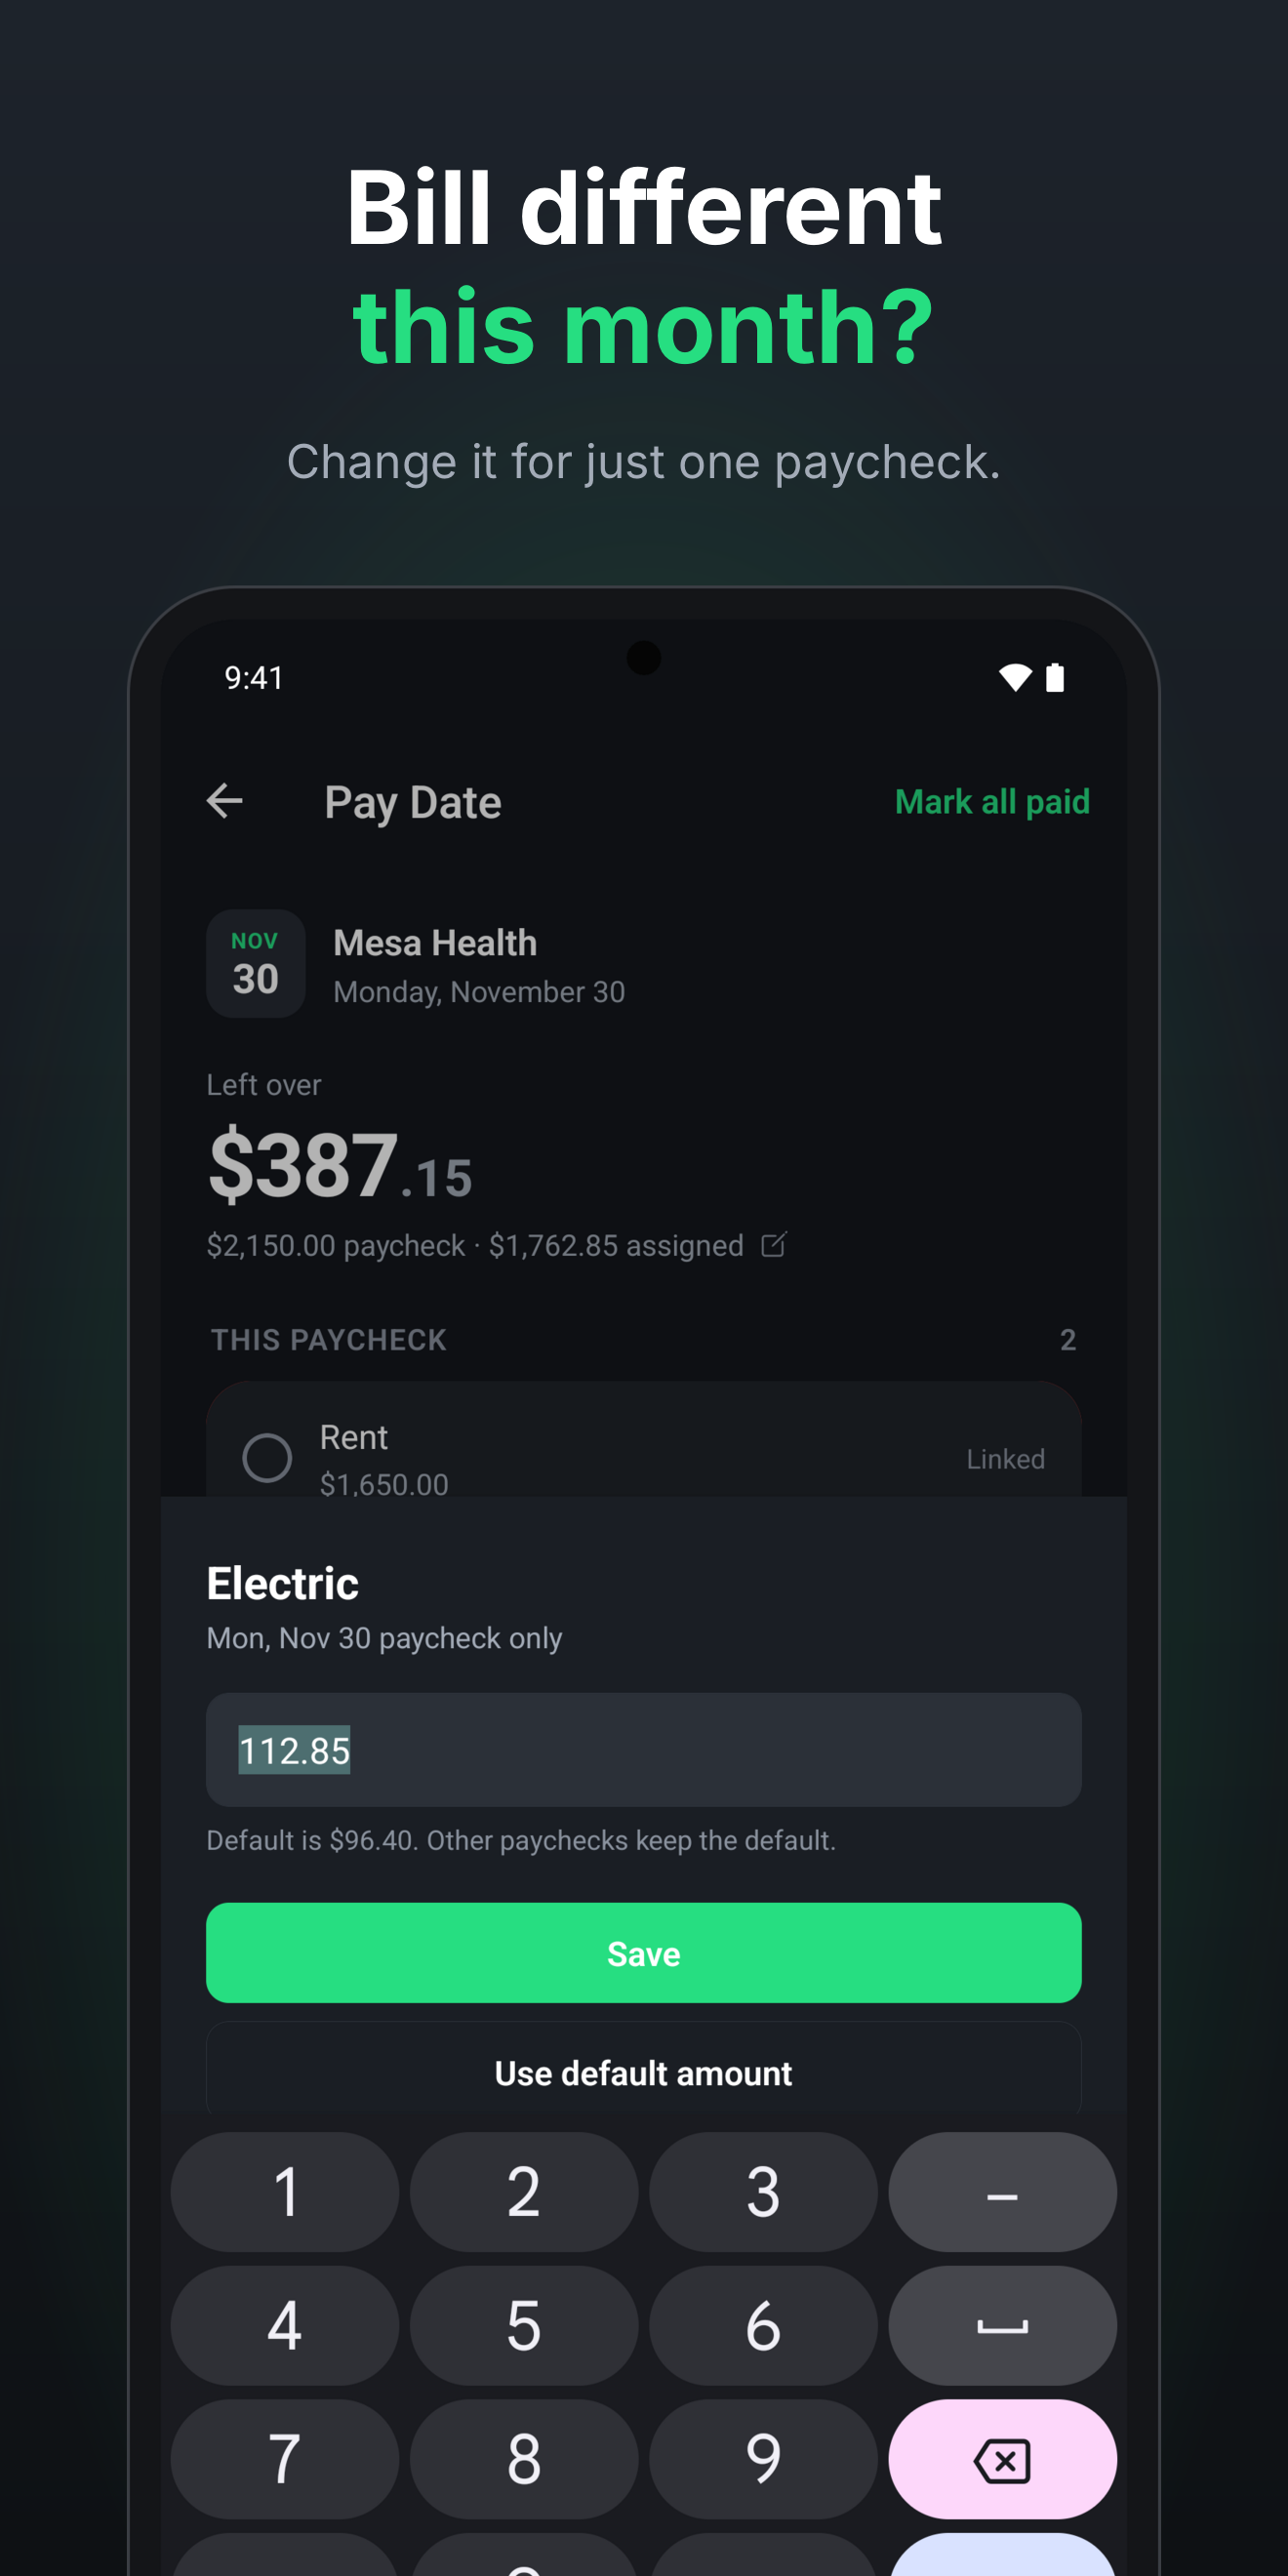 Bill different
this month?
Change it for just one paycheck.
9:41
Pay Date
Mark all paid
NOV
30
Mesa Health
Monday, November 30
Left over
$387.15
$2,150.00 paycheck · $1,762.85 assigned
THIS PAYCHECK
2
Rent
Linked
$1,650.00
Electric
Mon, Nov 30 paycheck only
112.85
Default is $96.40. Other paychecks keep the default.
Save
Use default amount
1 2 3 –
4 5 6
7 8 9